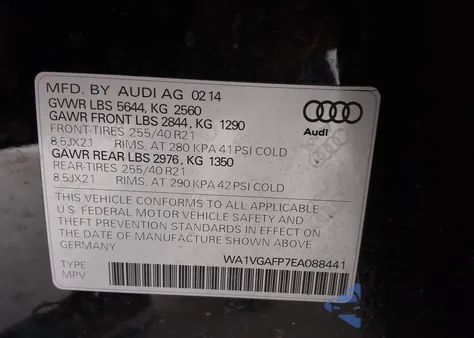 MFD. BY AUDI AG 02 14
GVWR LBS 5644, KG 2560
GAWR FRONT LBS 2844, KG 1290
FRONT-TIRES 255/40 R21
8,5JX21 RIMS, AT 280 KPA 41 PSI COLD
GAWR REAR LBS 2976, KG 1350
REAR-TIRES 255/40 R21
8,5JX21 RIMS, AT 290 KPA 42 PSI COLD
Audi
THIS VEHICLE CONFORMS TO ALL APPLICABLE
U.S. FEDERAL MOTOR VEHICLE SAFETY AND
THEFT PREVENTION STANDARDS IN EFFECT ON
THE DATE OF MANUFACTURE SHOWN ABOVE.
GERMANY
TYPE WA1VGAFP7EA088441
MPV